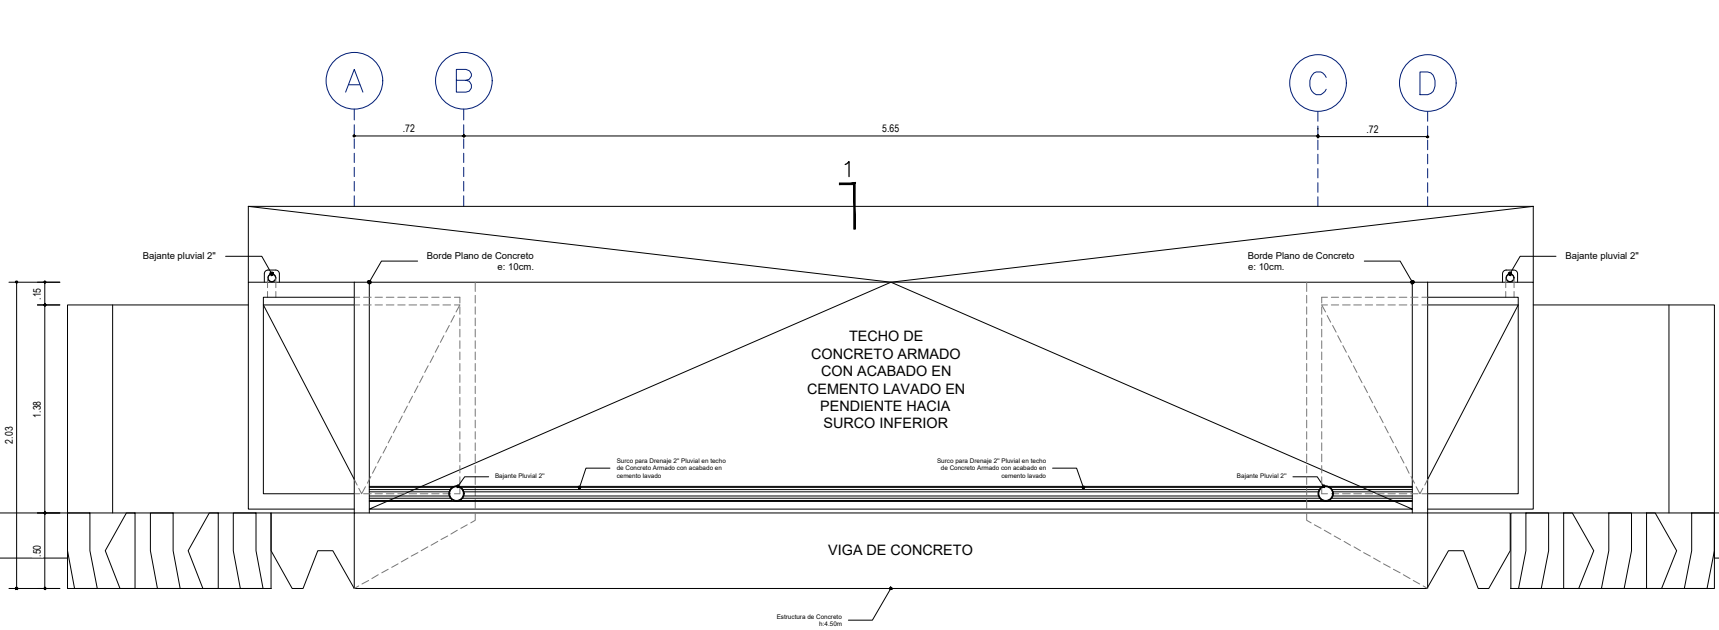 A
B
C
D
.72
5.65
.72
1
Bajante pluvial 2"
Borde Plano de Concreto
e: 10cm.
Borde Plano de Concreto
e: 10cm.
Bajante pluvial 2"
.15
1.38
2.03
.50
TECHO DE
CONCRETO ARMADO
CON ACABADO EN
CEMENTO LAVADO EN
PENDIENTE HACIA
SURCO INFERIOR
Bajante Pluvial 2"
Surco para Drenaje 2" Pluvial en techo
de Concreto Armado con acabado en
cemento lavado
Surco para Drenaje 2" Pluvial en techo
de Concreto Armado con acabado en
cemento lavado
Bajante Pluvial 2"
VIGA DE CONCRETO
Estructura de Concreto
h:4.50m